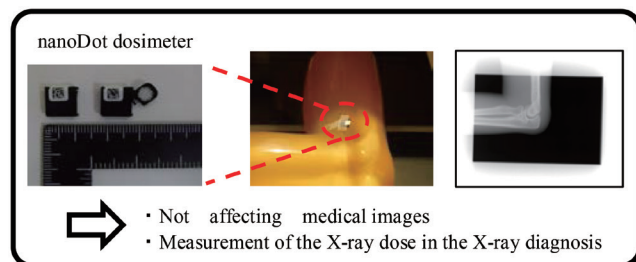 nanoDot dosimeter
・Not affecting medical images
・Measurement of the X-ray dose in the X-ray diagnosis